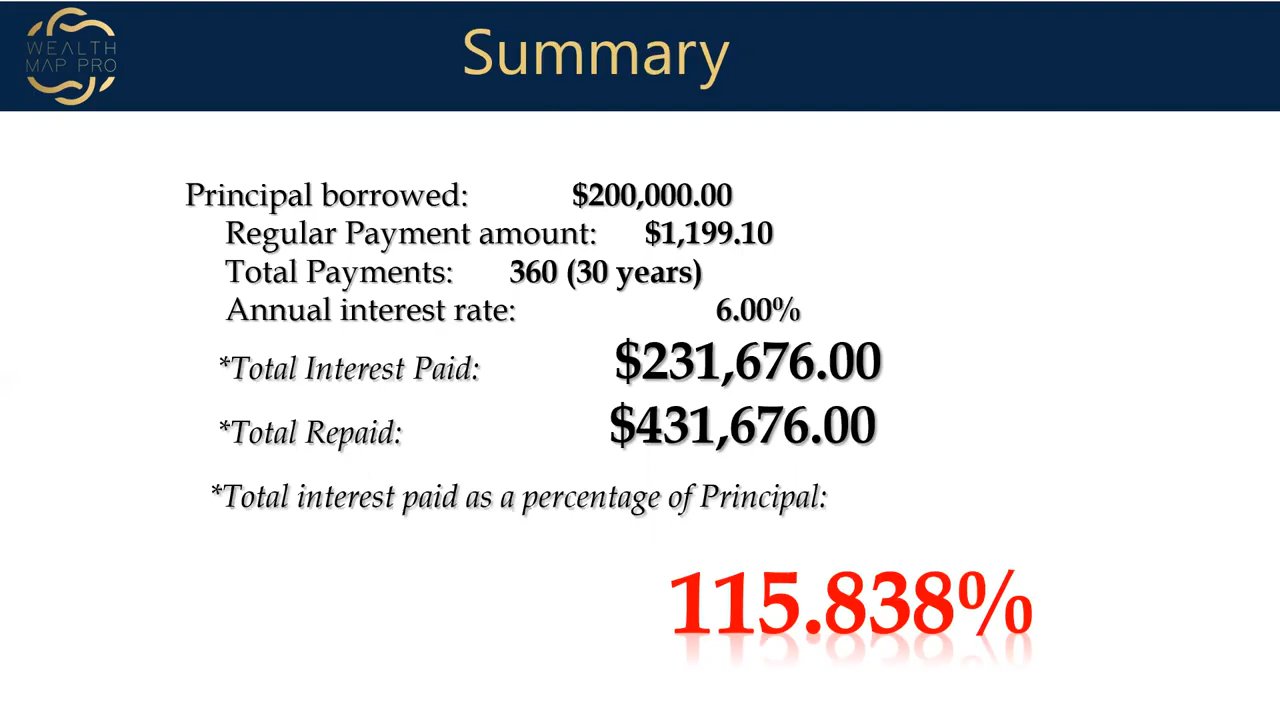 WEALTH
MAP PRO
Summary
Principal borrowed: $200,000.00
Regular Payment amount: $1,199.10
Total Payments: 360 (30 years)
Annual interest rate: 6.00%
*Total Interest Paid: $231,676.00
*Total Repaid: $431,676.00
*Total interest paid as a percentage of Principal:
115.838%